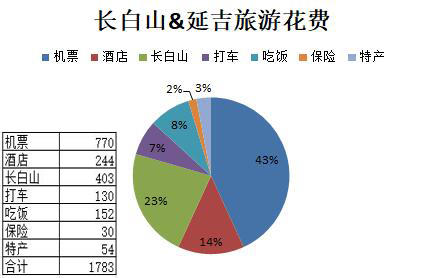 长白山&延吉旅游花费
机票 酒店 长白山 打车 吃饭 保险 特产
2% 3%
8%
7%
43%
23%
14%
机票 770
酒店 244
长白山 403
打车 130
吃饭 152
保险 30
特产 54
合计 1783